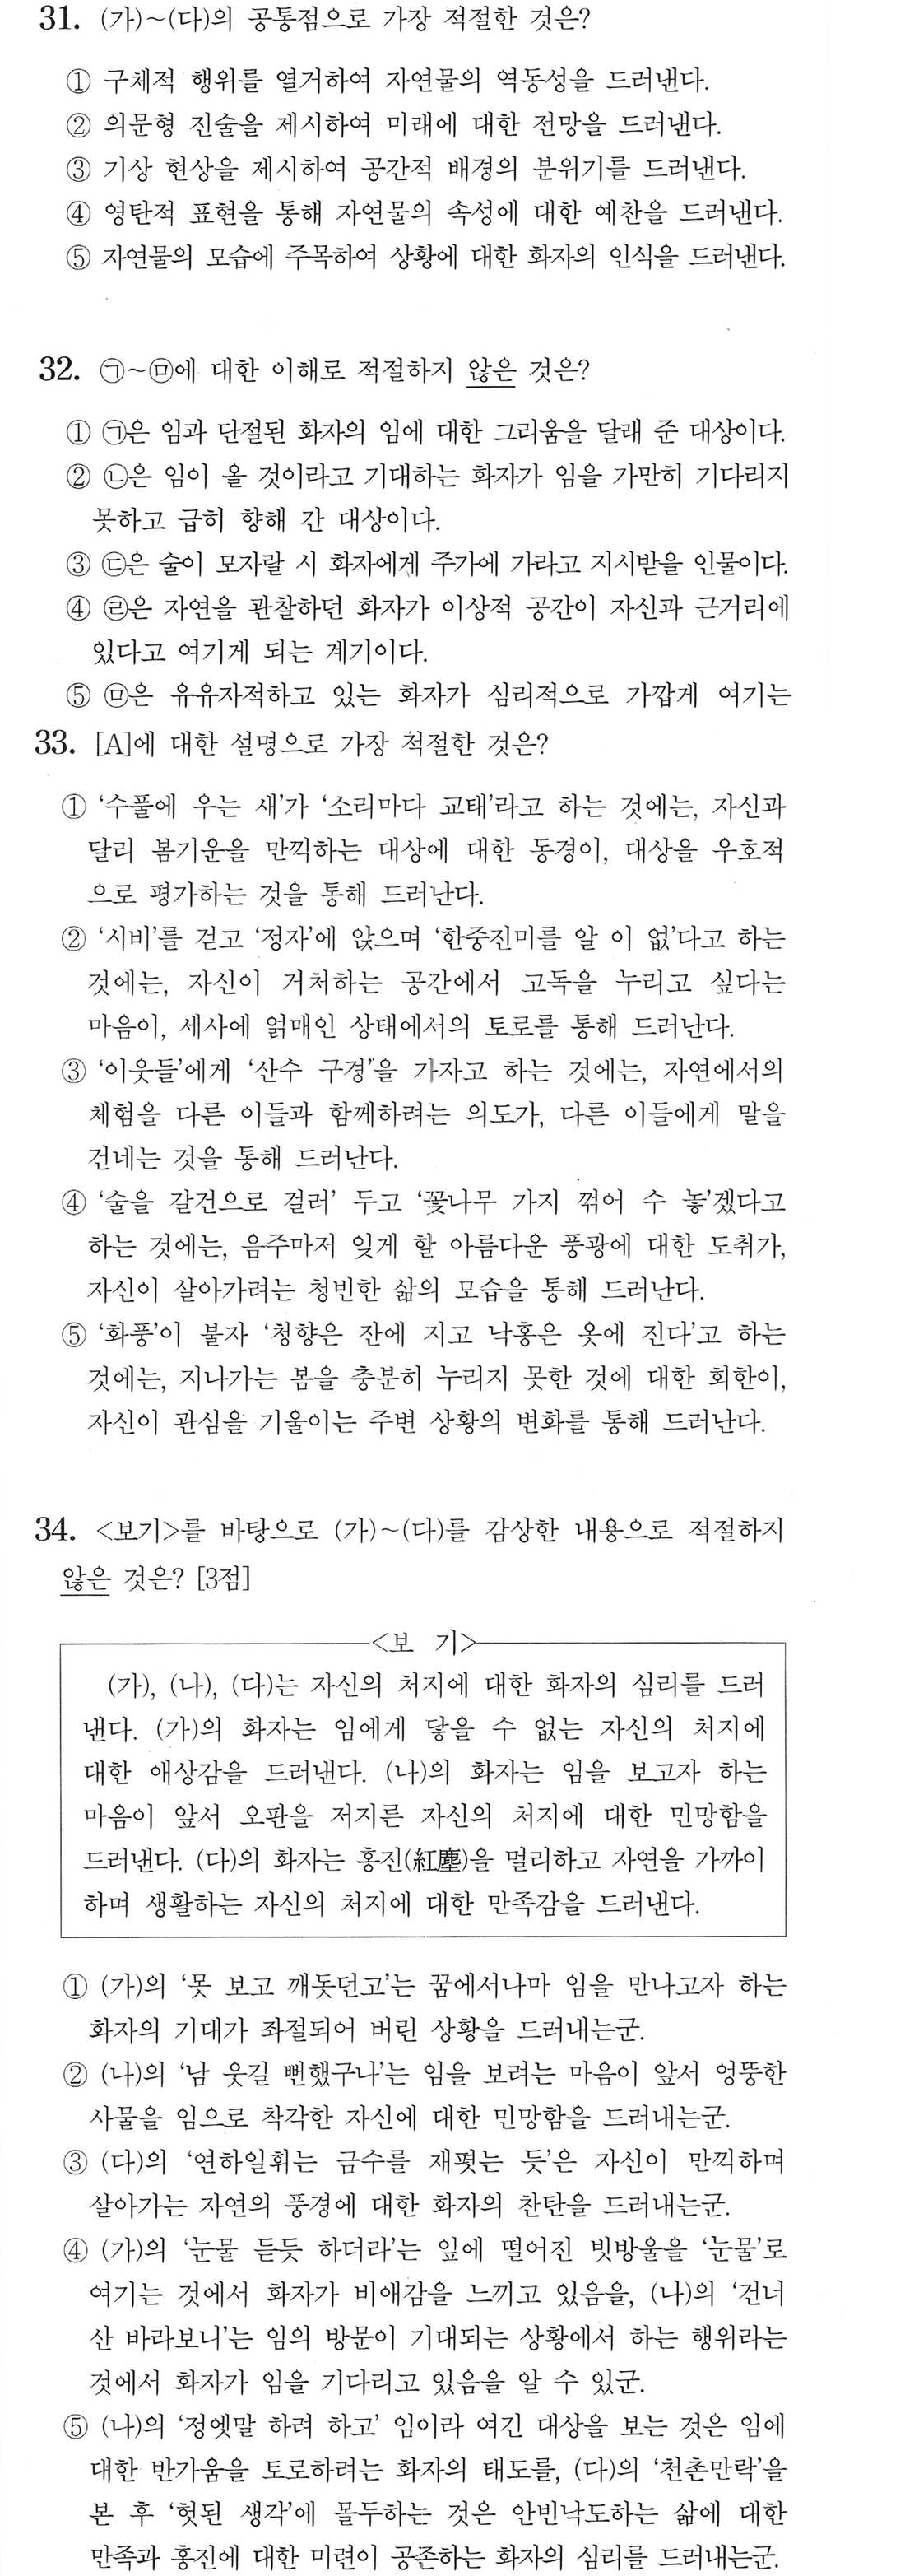 31. (가)~(다)의 공통점으로 가장 적절한 것은?
① 구체적 행위를 열거하여 자연물의 역동성을 드러낸다.
② 의문형 진술을 제시하여 미래에 대한 전망을 드러낸다.
③ 기상 현상을 제시하여 공간적 배경의 분위기를 드러낸다.
④ 영탄적 표현을 통해 자연물의 속성에 대한 예찬을 드러낸다.
⑤ 자연물의 모습에 주목하여 상황에 대한 화자의 인식을 드러낸다.
32. ㉠~㉤에 대한 이해로 적절하지 않은 것은?
① ㉠은 임과 단절된 화자의 임에 대한 그리움을 달래 준 대상이다.
② ㉡은 임이 올 것이라고 기대하는 화자가 임을 가만히 기다리지
못하고 급히 향해 간 대상이다.
③ ㉢은 술이 모자랄 시 화자에게 주가에 가라고 지시받을 인물이다.
④ ㉣은 자연을 관찰하던 화자가 이상적 공간이 자신과 근거리에
있다고 여기게 되는 계기이다.
⑤ ㉤은 유유자적하고 있는 화자가 심리적으로 가깝게 여기는
33. [A]에 대한 설명으로 가장 적절한 것은?
① ‘수풀에 우는 새’가 ‘소리마다 교태’라고 하는 것에는, 자신과
달리 봄기운을 만끽하는 대상에 대한 동경이, 대상을 우호적
으로 평가하는 것을 통해 드러난다.
② ‘시비’를 걷고 ‘정자’에 앉으며 ‘한중진미를 알 이 없’다고 하는
것에는, 자신이 거처하는 공간에서 고독을 누리고 싶다는
마음이, 세사에 얽매인 상태에서의 토로를 통해 드러난다.
③ ‘이웃들’에게 ‘산수 구경’을 가자고 하는 것에는, 자연에서의
체험을 다른 이들과 함께하려는 의도가, 다른 이들에게 말을
건네는 것을 통해 드러난다.
④ ‘술을 갈건으로 걸러’ 두고 ‘꽃나무 가지 꺾어 수 놓’겠다고
하는 것에는, 음주마저 잊게 할 아름다운 풍광에 대한 도취가,
자신이 살아가려는 청빈한 삶의 모습을 통해 드러난다.
⑤ ‘화풍’이 불자 ‘청향은 잔에 지고 낙홍은 옷에 진다’고 하는
것에는, 지나가는 봄을 충분히 누리지 못한 것에 대한 회한이,
자신이 관심을 기울이는 주변 상황의 변화를 통해 드러난다.
34. <보기>를 바탕으로 (가)~(다)를 감상한 내용으로 적절하지
않은 것은? [3점]
<보 기>
(가), (나), (다)는 자신의 처지에 대한 화자의 심리를 드러
낸다. (가)의 화자는 임에게 닿을 수 없는 자신의 처지에
대한 애상감을 드러낸다. (나)의 화자는 임을 보고자 하는
마음이 앞서 오판을 저지른 자신의 처지에 대한 민망함을
드러낸다. (다)의 화자는 홍진(紅塵)을 멀리하고 자연을 가까이
하며 생활하는 자신의 처지에 대한 만족감을 드러낸다.
① (가)의 ‘못 보고 깨돗던고’는 꿈에서나마 임을 만나고자 하는
화자의 기대가 좌절되어 버린 상황을 드러내는군.
② (나)의 ‘남 웃길 뻔했구나’는 임을 보려는 마음이 앞서 엉뚱한
사물을 임으로 착각한 자신에 대한 민망함을 드러내는군.
③ (다)의 ‘연하일휘는 금수를 재폇는 듯’은 자신이 만끽하며
살아가는 자연의 풍경에 대한 화자의 찬탄을 드러내는군.
④ (가)의 ‘눈물 듣듯 하더라’는 잎에 떨어진 빗방울을 ‘눈물’로
여기는 것에서 화자가 비애감을 느끼고 있음을, (나)의 ‘건너
산 바라보니’는 임의 방문이 기대되는 상황에서 하는 행위라는
것에서 화자가 임을 기다리고 있음을 알 수 있군.
⑤ (나)의 ‘정엣말 하려 하고’ 임이라 여긴 대상을 보는 것은 임에
대한 반가움을 토로하려는 화자의 태도를, (다)의 ‘천촌만락’을
본 후 ‘헛된 생각’에 몰두하는 것은 안빈낙도하는 삶에 대한
만족과 홍진에 대한 미련이 공존하는 화자의 심리를 드러내는군.